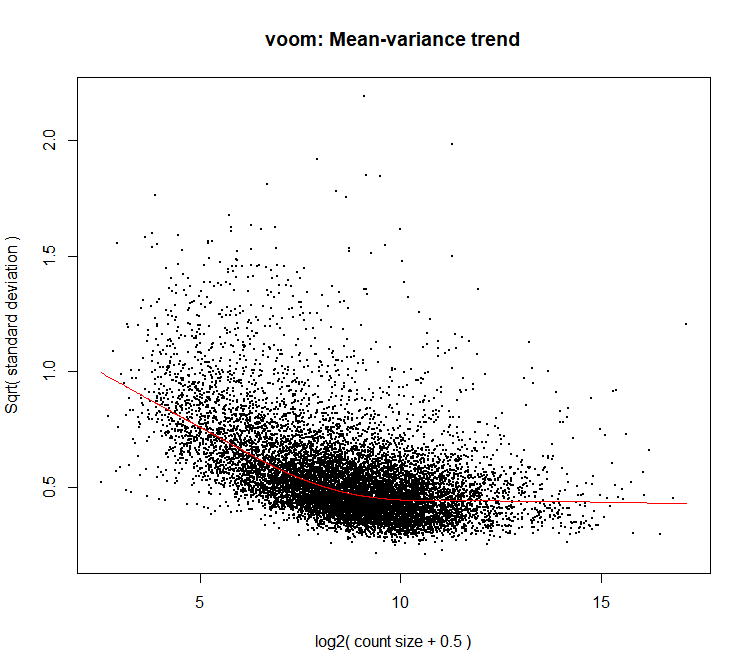 voom: Mean-variance trend
Sqrt( standard deviation )
2.0
1.5
1.0
0.5
5 10 15
log2( count size + 0.5 )